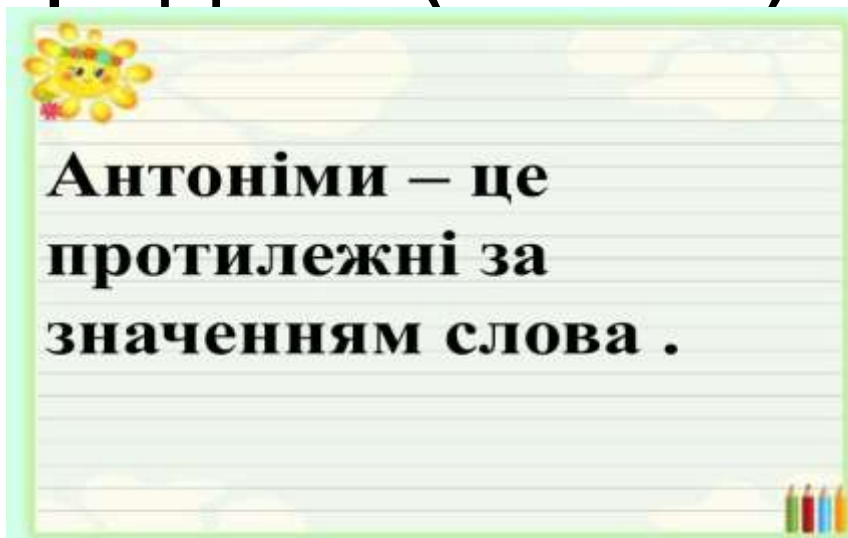 Антоніми – це
протилежні за
значенням слова .